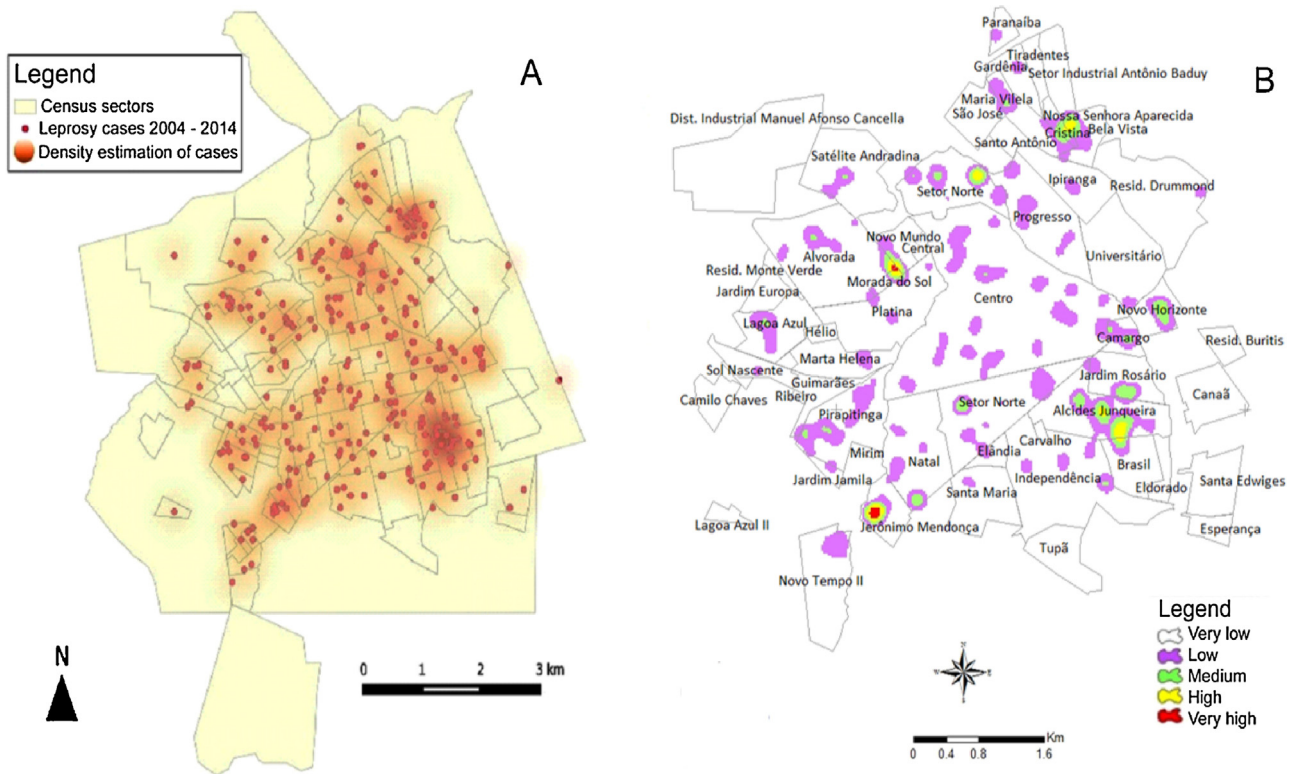 Legend
Census sectors
Leprosy cases 2004 - 2014
Density estimation of cases
A
N
0 1 2 3 km
B
Paranaíba
Tiradentes
Gardênia
Setor Industrial Antônio Baduy
Maria Vilela
São José
Nossa Senhora Aparecida
Cristina
Bela Vista
Dist. Industrial Manuel Afonso Cancella
Santo Antônio
Satélite Andradina
Ipiranga
Resid. Drummond
Setor Norte
Progresso
Novo Mundo
Central
Alvorada
Universitário
Resid. Monte Verde
Morada do Sol
Jardim Europa
Centro
Platina
Novo Horizonte
Lagoa Azul
Hélio
Camargo
Resid. Buritis
Marta Helena
Sol Nascente
Guimarães
Jardim Rosário
Camilo Chaves
Ribeiro
Canaã
Setor Norte
Pirapitinga
Alcides Junqueira
Carvalho
Mirim
Natal
Elândia
Brasil
Jardim Jamila
Independência
Eldorado
Santa Edwiges
Santa Maria
Lagoa Azul II
Jerônimo Mendonça
Esperança
Tupã
Novo Tempo II
Legend
Very low
Low
Medium
High
Very high
Km
0 0.4 0.8 1.6